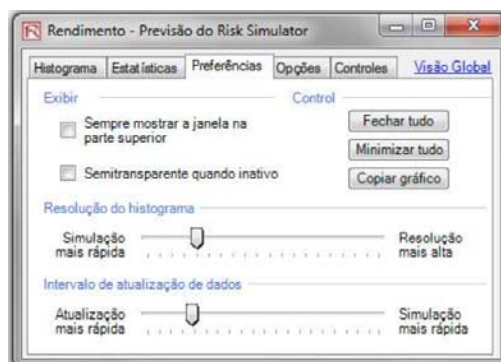 Rendimento - Previsão do Risk Simulator
Histograma Estatísticas Preferências Opções Controles Visão Global
Exibir Control
Sempre mostrar a janela na
parte superior
Semitransparente quando inativo
Fechar tudo
Minimizar tudo
Copiar gráfico
Resolução do histograma
Simulação
mais rápida
Resolução
mais alta
Intervalo de atualização de dados
Atualização
mais rápida
Simulação
mais rápida